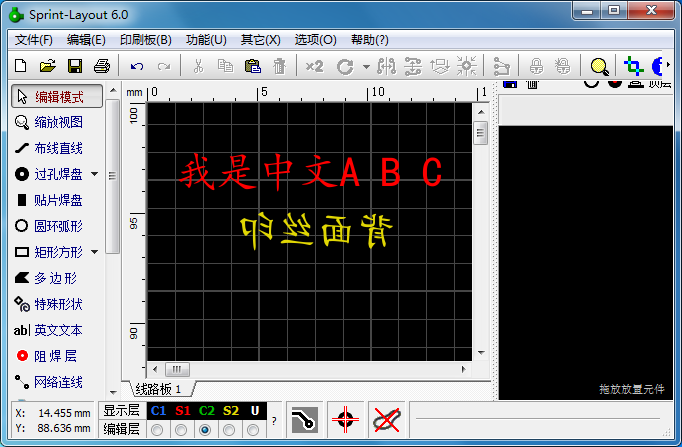 Sprint-Layout 6.0
文件(F) 编辑(E) 印刷板(B) 功能(U) 其它(X) 选项(O) 帮助(?)
×2
mm 0 5 10 1
100
95
90
编辑模式
缩放视图
布线直线
过孔焊盘
贴片焊盘
圆环弧形
矩形方形
多 边 形
特殊形状
ab| 英文文本
阻 焊 层
网络连线
我是中文A B C
背面丝印
拖放放置元件
线路板 1
X: 14.455 mm
Y: 88.636 mm
显示层 C1 S1 C2 S2 U
编辑层
?